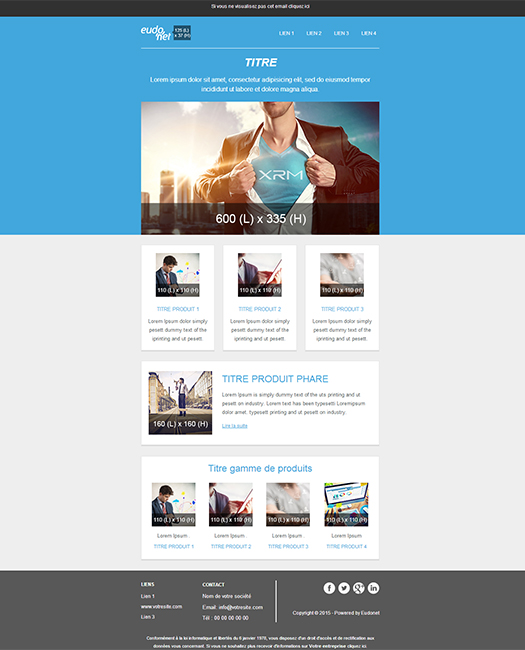 Si vous ne visualisez pas cet email cliquez ici
eudonet
125 (L) x 37 (H)
LIEN 1 LIEN 2 LIEN 3 LIEN 4
TITRE
Lorem ipsum dolor sit amet, consectetur adipisicing elit, sed do eiusmod tempor
incididunt ut labore et dolore magna aliqua.
XRM
600 (L) x 335 (H)
110 (L) x 110 (H) 110 (L) x 110 (H) 110 (L) x 110 (H)
TITRE PRODUIT 1 TITRE PRODUIT 2 TITRE PRODUIT 3
Lorem Ipsum dolor simply Lorem Ipsum dolor simply Lorem Ipsum dolor simply
pesett dummy text of the pesett dummy text of the pesett dummy text of the
iprinting and ut pesett. iprinting and ut pesett. iprinting and ut pesett.
160 (L) x 160 (H)
TITRE PRODUIT PHARE
Lorem Ipsum is simply dummy text of the uta printing ut
pesett on industry. Lorem text has been typesett Loremipsum
dolor amet. typesett printing and ut pesett on industry.
Lire la suite
Titre gamme de produits
110 (L) x 110 (H) 110 (L) x 110 (H) 110 (L) x 110 (H) 110 (L) x 110 (H)
Lorem Ipsum . Lorem Ipsum . Lorem Ipsum . Lorem Ipsum
TITRE PRODUIT 1 TITRE PRODUIT 2 TITRE PRODUIT 3 TITRE PRODUIT 4
LIENS CONTACT
Lien 1 Nom de votre société
www.votresite.com Email: info@votresite.com
Lien 3 Tél : 00 00 00 00 00
Copyright © 2015 - Powered by Eudonet
Conformément à la loi informatique et libertés du 6 janvier 1978, vous disposez d'un droit d'accès et de rectification aux
données vous concernant. Si vous ne souhaitez plus recevoir d'informations sur Votre entreprise cliquez ici.